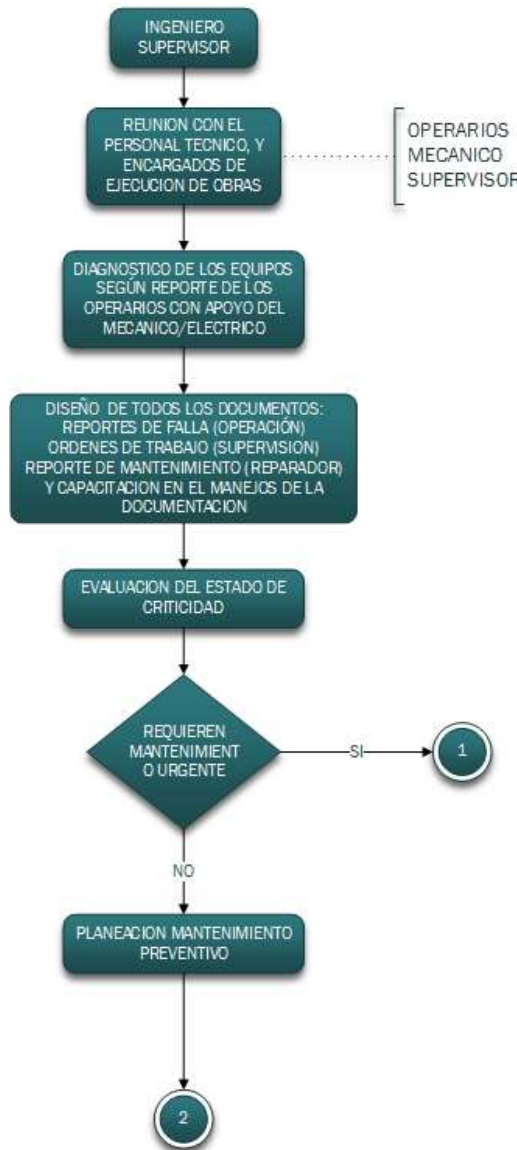 INGENIERO
SUPERVISOR
REUNION CON EL
PERSONAL TECNICO, Y
ENCARGADOS DE
EJECUCION DE OBRAS
OPERARIOS
MECANICO
SUPERVISOR
DIAGNOSTICO DE LOS EQUIPOS
SEGÚN REPORTE DE LOS
OPERARIOS CON APOYO DEL
MECANICO/ELECTRICO
DISEÑO DE TODOS LOS DOCUMENTOS:
REPORTES DE FALLA (OPERACIÓN)
ORDENES DE TRABAJO (SUPERVISION)
REPORTE DE MANTENIMIENTO (REPARADOR)
Y CAPACITACION EN EL MANEJOS DE LA
DOCUMENTACION
EVALUACION DEL ESTADO DE
CRITICIDAD
REQUIEREN
MANTENIMIENT
O URGENTE
SI
1
NO
PLANEACION MANTENIMIENTO
PREVENTIVO
2